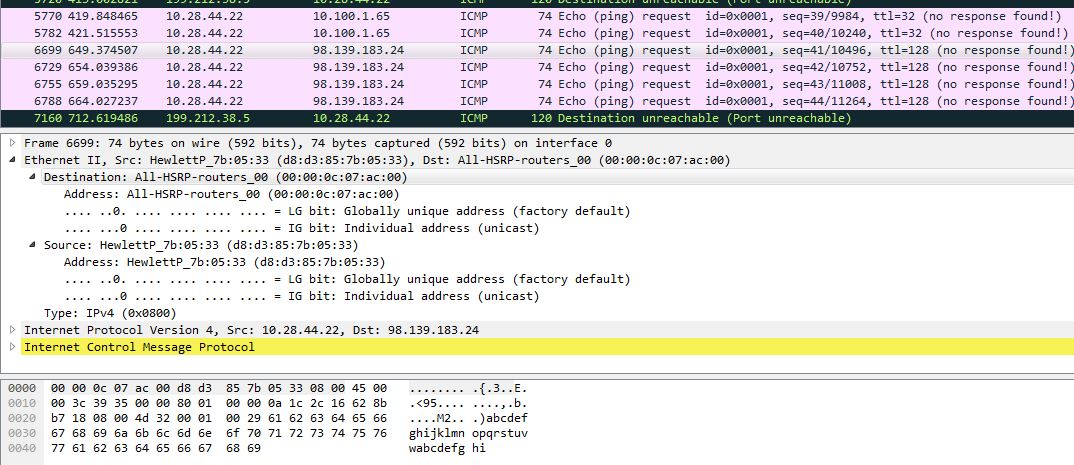 5770 419.848465 10.28.44.22 10.100.1.65 ICMP 74 Echo (ping) request id=0x0001, seq=39/9984, ttl=32 (no response found!)
5782 421.515553 10.28.44.22 10.100.1.65 ICMP 74 Echo (ping) request id=0x0001, seq=40/10240, ttl=32 (no response found!)
6699 649.374507 10.28.44.22 98.139.183.24 ICMP 74 Echo (ping) request id=0x0001, seq=41/10496, ttl=128 (no response found!)
6729 654.039386 10.28.44.22 98.139.183.24 ICMP 74 Echo (ping) request id=0x0001, seq=42/10752, ttl=128 (no response found!)
6755 659.035295 10.28.44.22 98.139.183.24 ICMP 74 Echo (ping) request id=0x0001, seq=43/11008, ttl=128 (no response found!)
6788 664.027237 10.28.44.22 98.139.183.24 ICMP 74 Echo (ping) request id=0x0001, seq=44/11264, ttl=128 (no response found!)
7160 712.619486 199.212.38.5 10.28.44.22 ICMP 120 Destination unreachable (Port unreachable)
Frame 6699: 74 bytes on wire (592 bits), 74 bytes captured (592 bits) on interface 0
Ethernet II, Src: HewlettP_7b:05:33 (d8:d3:85:7b:05:33), Dst: All-HSRP-routers_00 (00:00:0c:07:ac:00)
Destination: All-HSRP-routers_00 (00:00:0c:07:ac:00)
Address: All-HSRP-routers_00 (00:00:0c:07:ac:00)
.... ..0. .... .... .... .... = LG bit: Globally unique address (factory default)
.... ...0 .... .... .... .... = IG bit: Individual address (unicast)
Source: HewlettP_7b:05:33 (d8:d3:85:7b:05:33)
Address: HewlettP_7b:05:33 (d8:d3:85:7b:05:33)
.... ..0. .... .... .... .... = LG bit: Globally unique address (factory default)
.... ...0 .... .... .... .... = IG bit: Individual address (unicast)
Type: IPv4 (0x0800)
Internet Protocol Version 4, Src: 10.28.44.22, Dst: 98.139.183.24
Internet Control Message Protocol
0000 00 00 0c 07 ac 00 d8 d3 85 7b 05 33 08 00 45 00 ........ .{.3..E.
0010 00 3c 39 35 00 00 80 01 00 00 0a 1c 2c 16 62 8b .<95.... ....,.b.
0020 b7 18 08 00 4d 32 00 01 00 29 61 62 63 64 65 66 ....M2.. .)abcdef
0030 67 68 69 6a 6b 6c 6d 6e 6f 70 71 72 73 74 75 76 ghijklmn opqrstuv
0040 77 61 62 63 64 65 66 67 68 69 wabcdefg hi